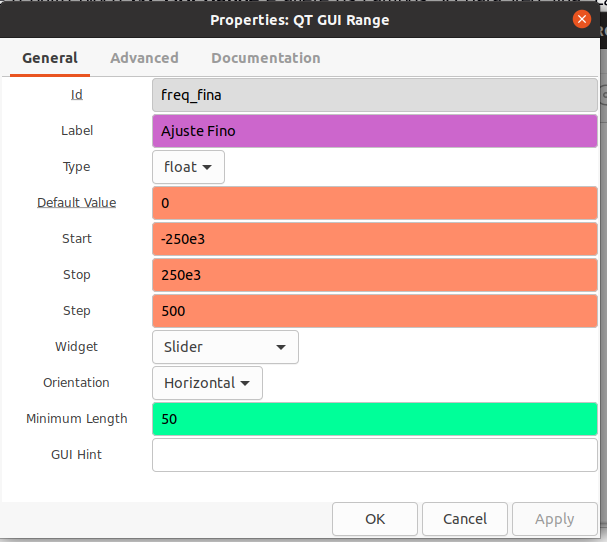 Properties: QT GUI Range
General Advanced Documentation
Id freq_fina
Label Ajuste Fino
Type float
Default Value 0
Start -250e3
Stop 250e3
Step 500
Widget Slider
Orientation Horizontal
Minimum Length 50
GUI Hint
OK Cancel Apply